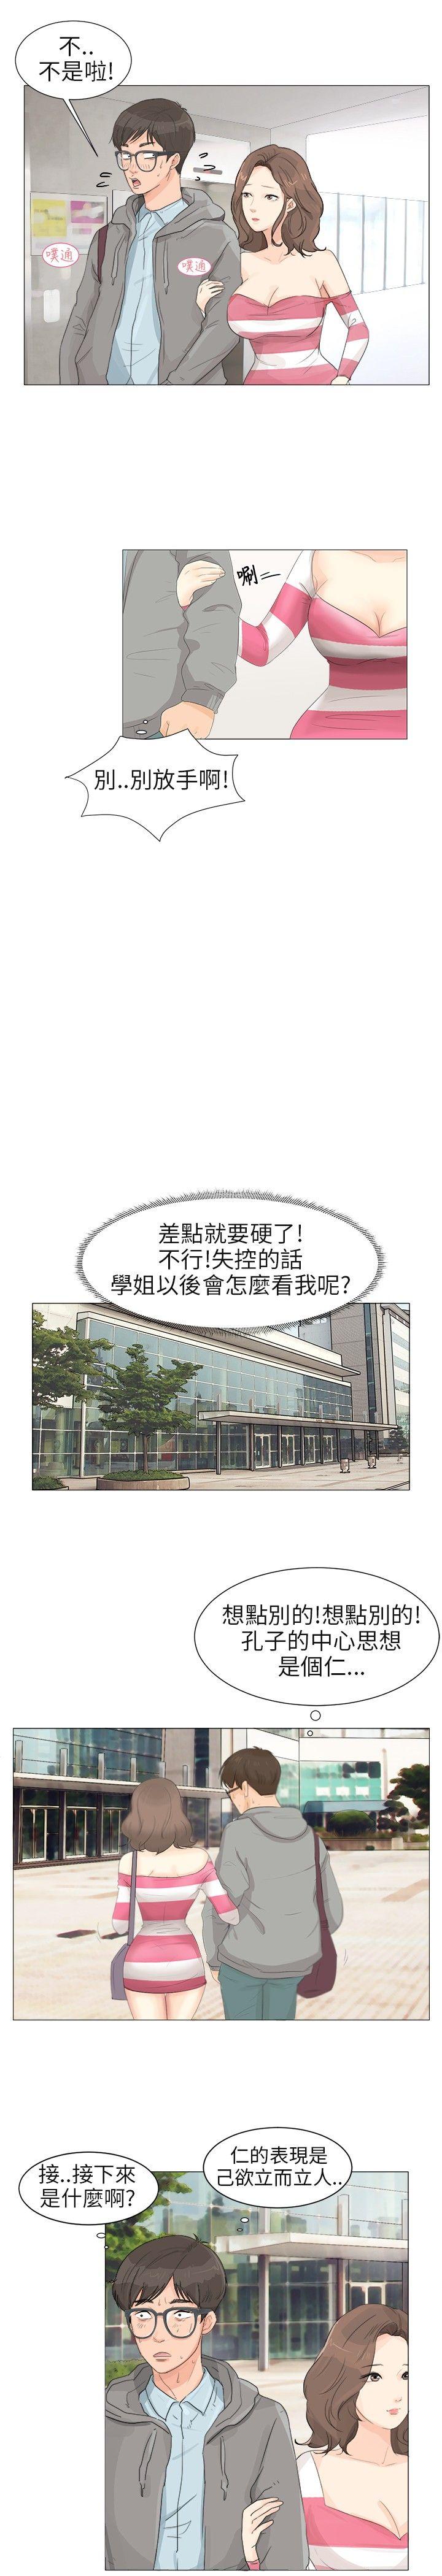 不..
不是啦!
噗通
噗通
唰
別..別放手啊!
差點就要硬了!
不行!失控的話
學姐以後會怎麼看我呢?
想點別的!想點別的!
孔子的中心思想
是個仁...
仁的表現是
己欲立而立人..
接..接下來
是什麼啊?